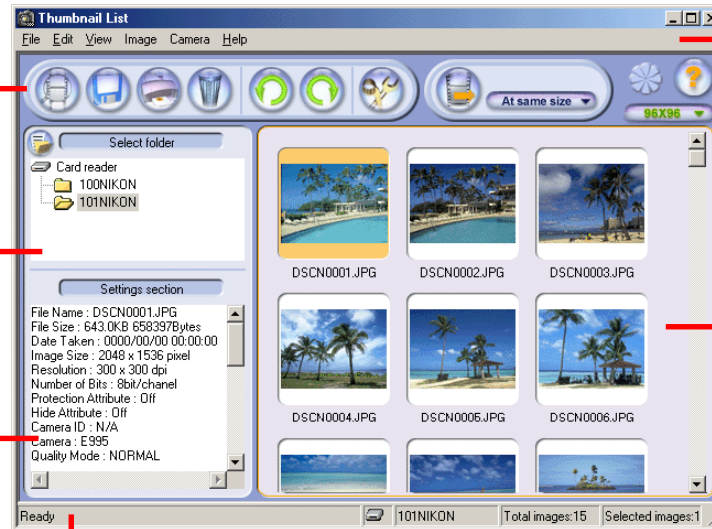 Thumbnail List
File Edit View Image Camera Help
At same size
?
96X96
Select folder
Card reader
100NIKON
101NIKON
Settings section
File Name : DSCN0001.JPG
File Size : 643.0KB 658397Bytes
Date Taken : 0000/00/00 00:00:00
Image Size : 2048 x 1536 pixel
Resolution : 300 x 300 dpi
Number of Bits : 8bit/chanel
Protection Attribute : Off
Hide Attribute : Off
Camera ID : N/A
Camera : E995
Quality Mode : NORMAL
DSCN0001.JPG DSCN0002.JPG DSCN0003.JPG
DSCN0004.JPG DSCN0005.JPG DSCN0006.JPG
Ready 101NIKON Total images:15 Selected images:1